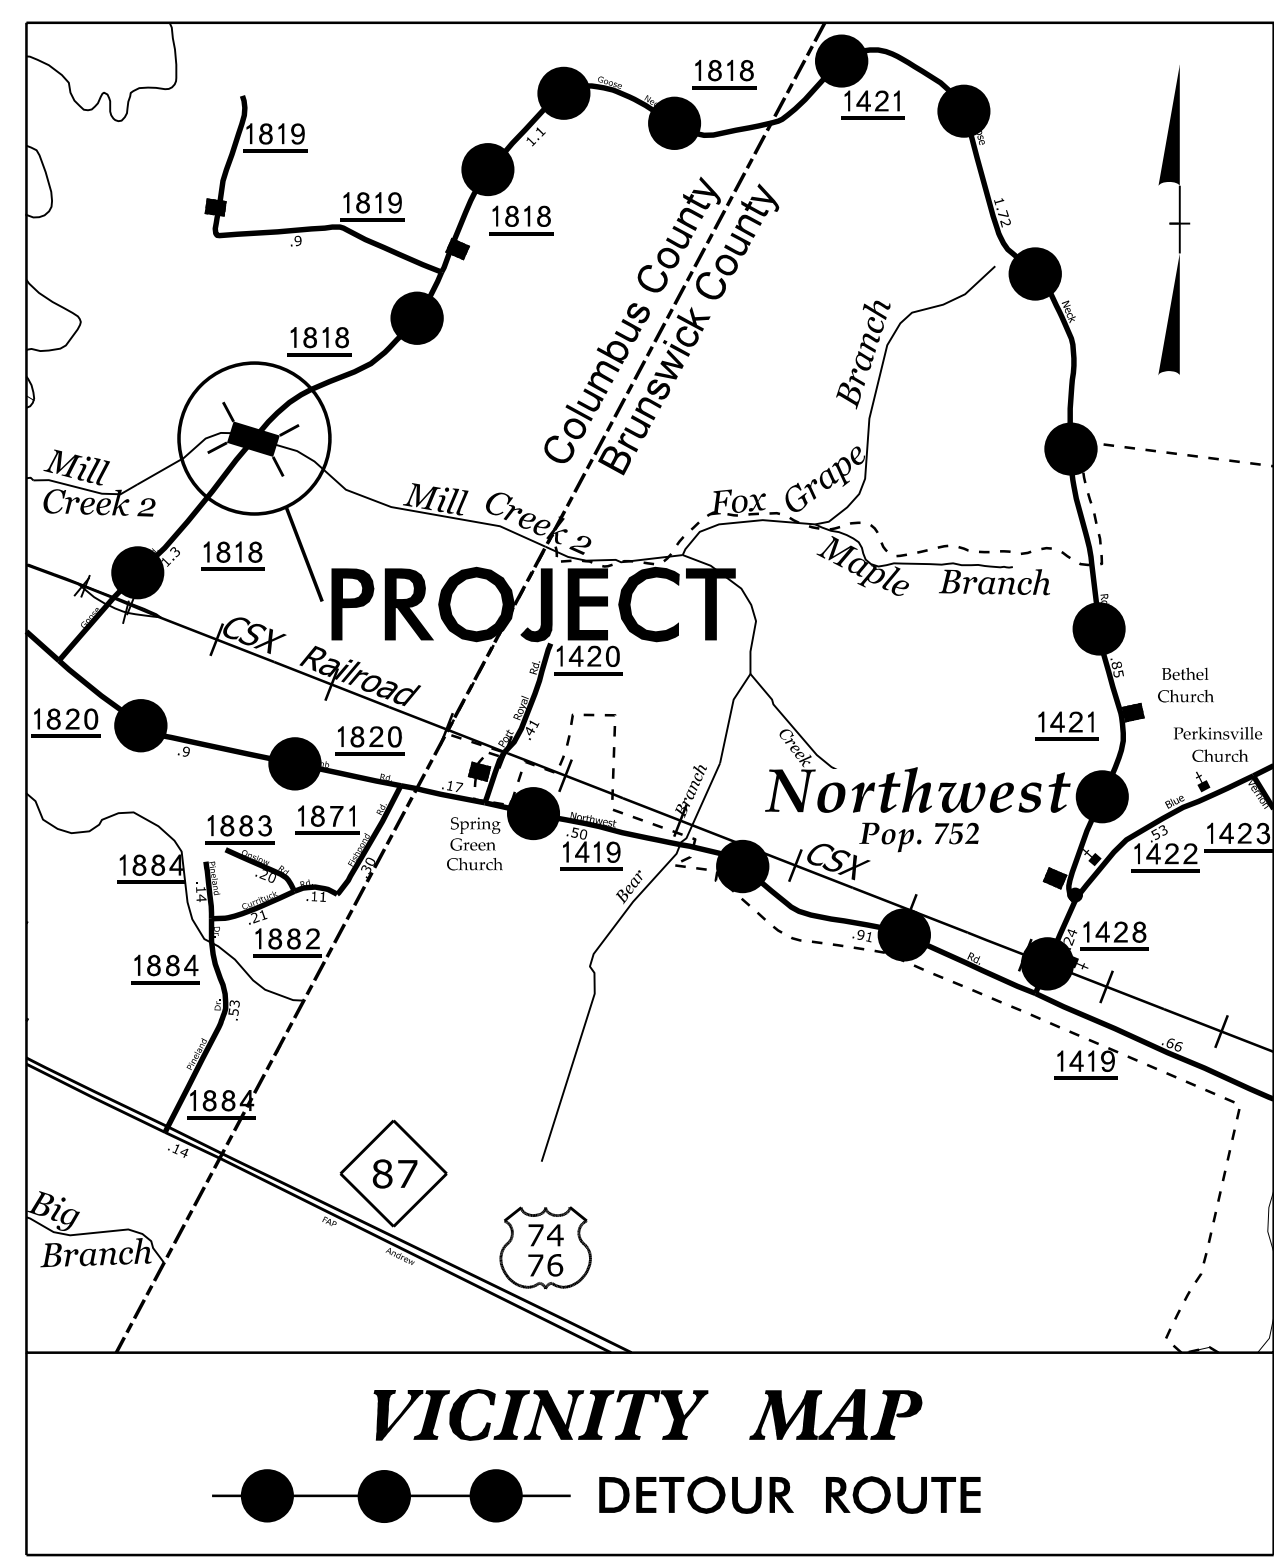 1818
1421
Goose
Neck
1819
1.1
1819
1818
.9
1.72
Columbus County
Brunswick County
1818
Neck
Branch
Mill
Creek 2
Mill Creek 2
Fox Grape
Maple Branch
1818
1.3
PROJECT
Goose
CSX Railroad
1420
Rd.
Port Royal
.41
.85
Bethel
Church
1421
Perkinsville
Church
1820
1820
.9
Rd.
.17
Creek
Northwest
Pop. 752
Branch
Bear
Spring
Green
Church
Northwest
.50
1419
CSX
Blue
.53
1422
1423
Vernon
1871
1883
1884
Onslow Rd.
.20
Rd.
Fishpond
.30
Pineland
.14
Currituck Rd.
.11
.21
Dr.
1882
1884
.91
Rd.
.24
1428
Dr.
.53
Pineland
.66
1419
1884
.14
87
74
76
Big
Branch
FAP
Andrew
VICINITY MAP
DETOUR ROUTE